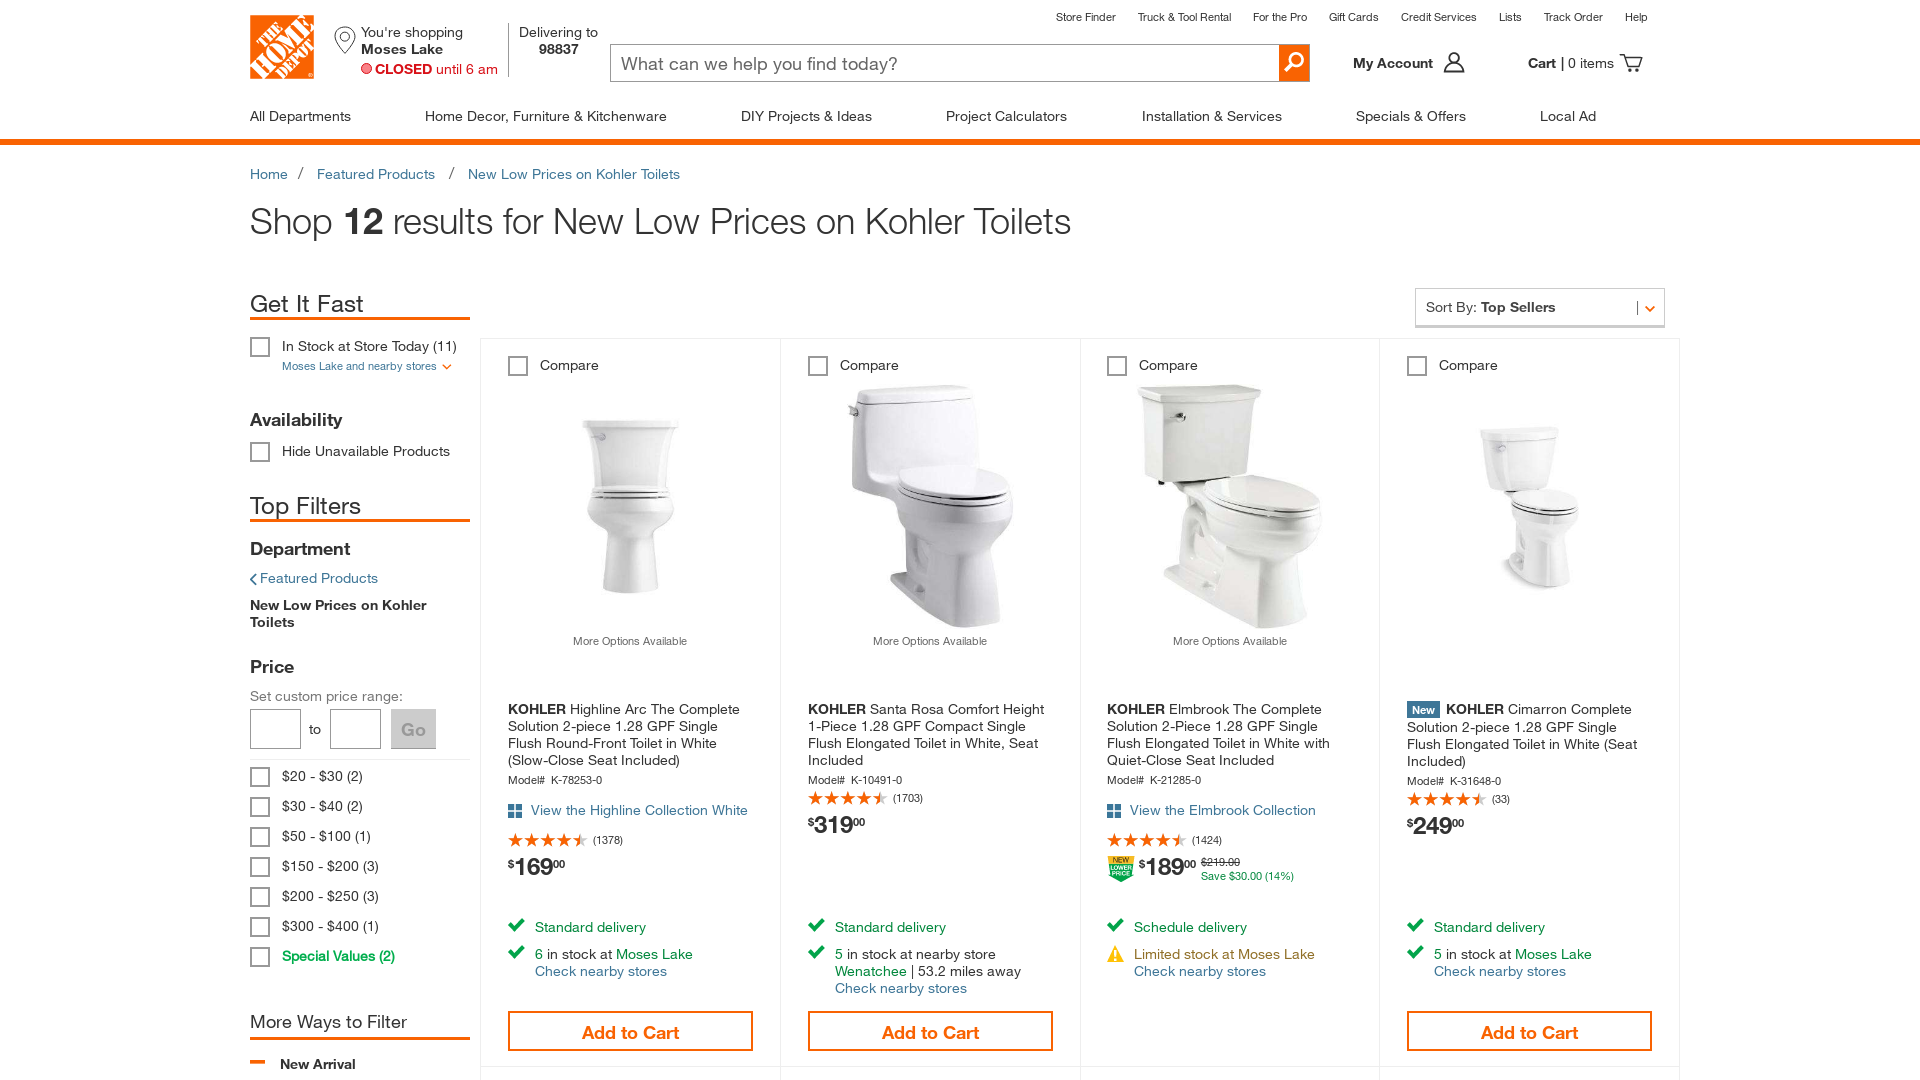 Store Finder Truck & Tool Rental For the Pro Gift Cards Credit Services Lists Track Order Help
THE HOME DEPOT
You're shopping
Moses Lake
CLOSED until 6 am
Delivering to
98837
What can we help you find today?
My Account
Cart | 0 items
All Departments Home Decor, Furniture & Kitchenware DIY Projects & Ideas Project Calculators Installation & Services Specials & Offers Local Ad
Home / Featured Products / New Low Prices on Kohler Toilets
Shop 12 results for New Low Prices on Kohler Toilets
Get It Fast
In Stock at Store Today (11)
Moses Lake and nearby stores
Availability
Hide Unavailable Products
Top Filters
Department
Featured Products
New Low Prices on Kohler
Toilets
Price
Set custom price range:
to Go
$20 - $30 (2)
$30 - $40 (2)
$50 - $100 (1)
$150 - $200 (3)
$200 - $250 (3)
$300 - $400 (1)
Special Values (2)
More Ways to Filter
New Arrival
Sort By: Top Sellers
Compare
More Options Available
KOHLER Highline Arc The Complete
Solution 2-piece 1.28 GPF Single
Flush Round-Front Toilet in White
(Slow-Close Seat Included)
Model# K-78253-0
View the Highline Collection White
(1378)
$16900
Standard delivery
6 in stock at Moses Lake
Check nearby stores
Add to Cart
Compare
More Options Available
KOHLER Santa Rosa Comfort Height
1-Piece 1.28 GPF Compact Single
Flush Elongated Toilet in White, Seat
Included
Model# K-10491-0
(1703)
$31900
Standard delivery
5 in stock at nearby store
Wenatchee | 53.2 miles away
Check nearby stores
Add to Cart
Compare
More Options Available
KOHLER Elmbrook The Complete
Solution 2-Piece 1.28 GPF Single
Flush Elongated Toilet in White with
Quiet-Close Seat Included
Model# K-21285-0
View the Elmbrook Collection
(1424)
NEW
LOWER
PRICE
$18900
$219.00
Save $30.00 (14%)
Schedule delivery
Limited stock at Moses Lake
Check nearby stores
Compare
New KOHLER Cimarron Complete
Solution 2-piece 1.28 GPF Single
Flush Elongated Toilet in White (Seat
Included)
Model# K-31648-0
(33)
$24900
Standard delivery
5 in stock at Moses Lake
Check nearby stores
Add to Cart